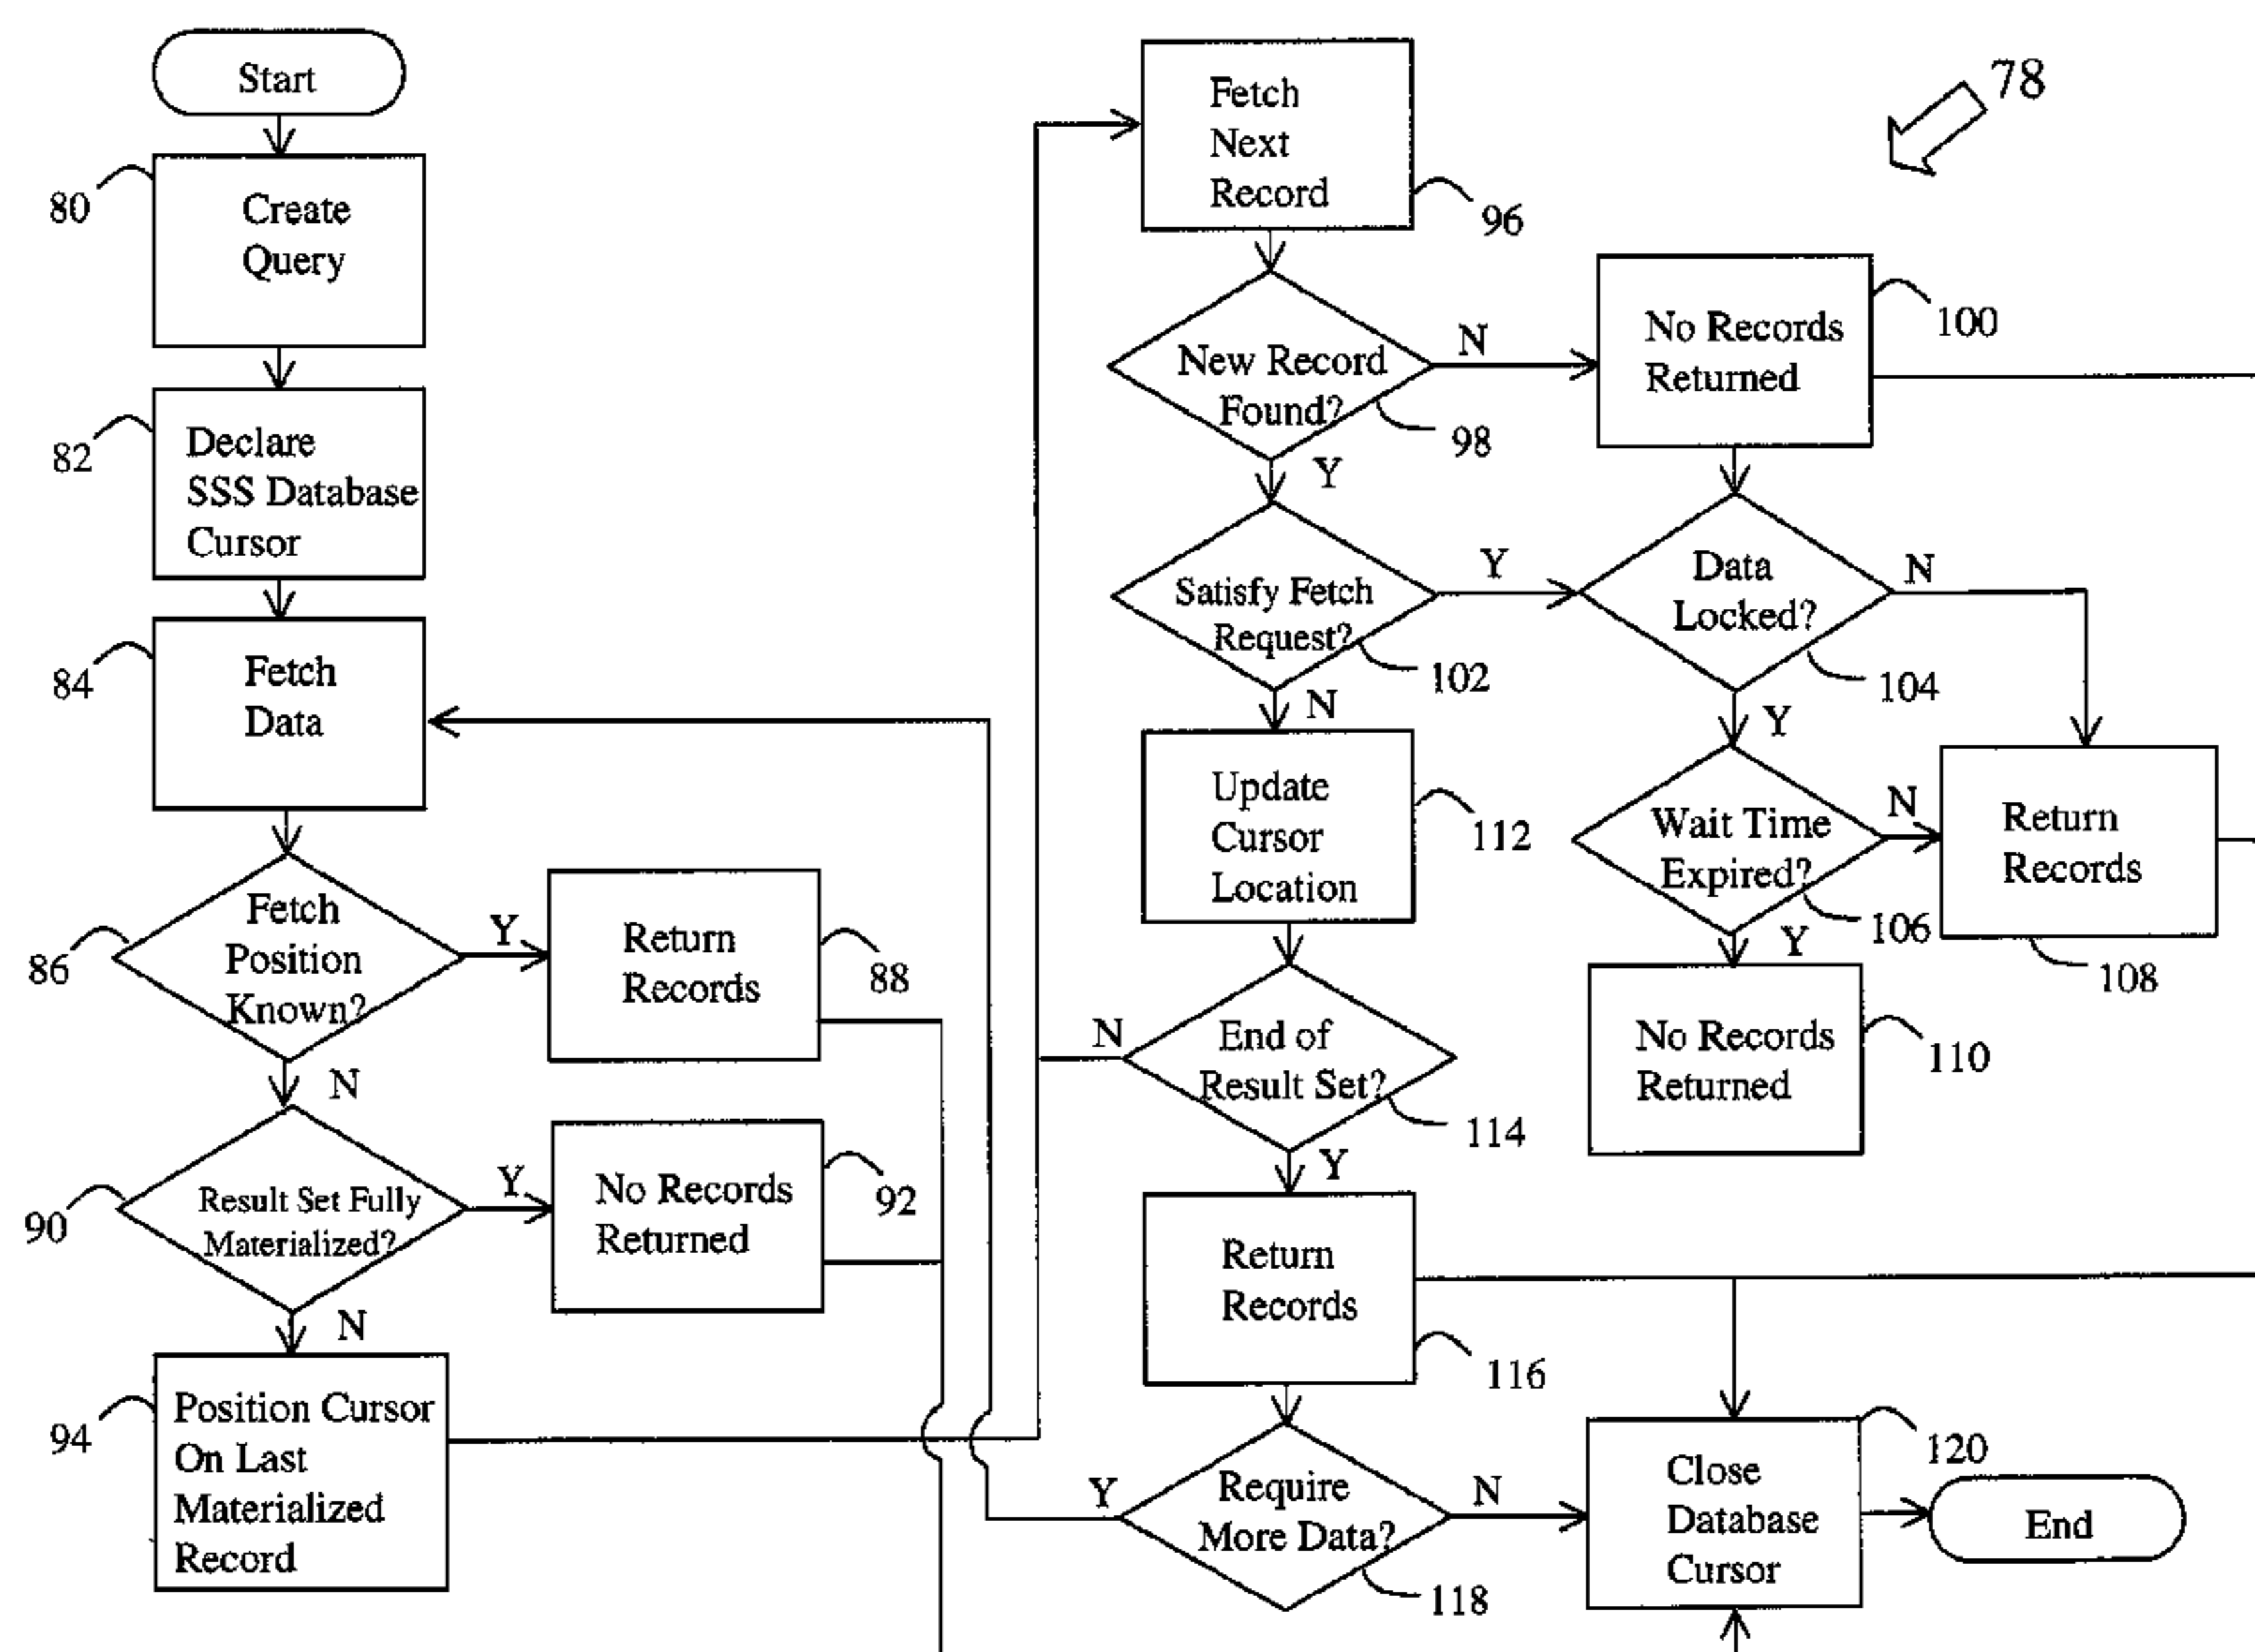 Start
80
Create
Query
82
Declare
SSS Database
Cursor
84
Fetch
Data
86
Fetch
Position
Known?
Y
Return
Records
88
N
90
Result Set Fully
Materialized?
Y
No Records
Returned
92
N
94
Position Cursor
On Last
Materialized
Record
78
Fetch
Next
Record
96
New Record
Found?
98
N
No Records
Returned
100
Y
Satisfy Fetch
Request?
102
Y
Data
Locked?
104
N
N
Y
Update
Cursor
Location
112
Wait Time
Expired?
106
N
Return
Records
108
Y
No Records
Returned
110
End of
Result Set?
114
N
Y
Return
Records
116
Require
More Data?
118
Y
N
Close
Database
Cursor
120
End